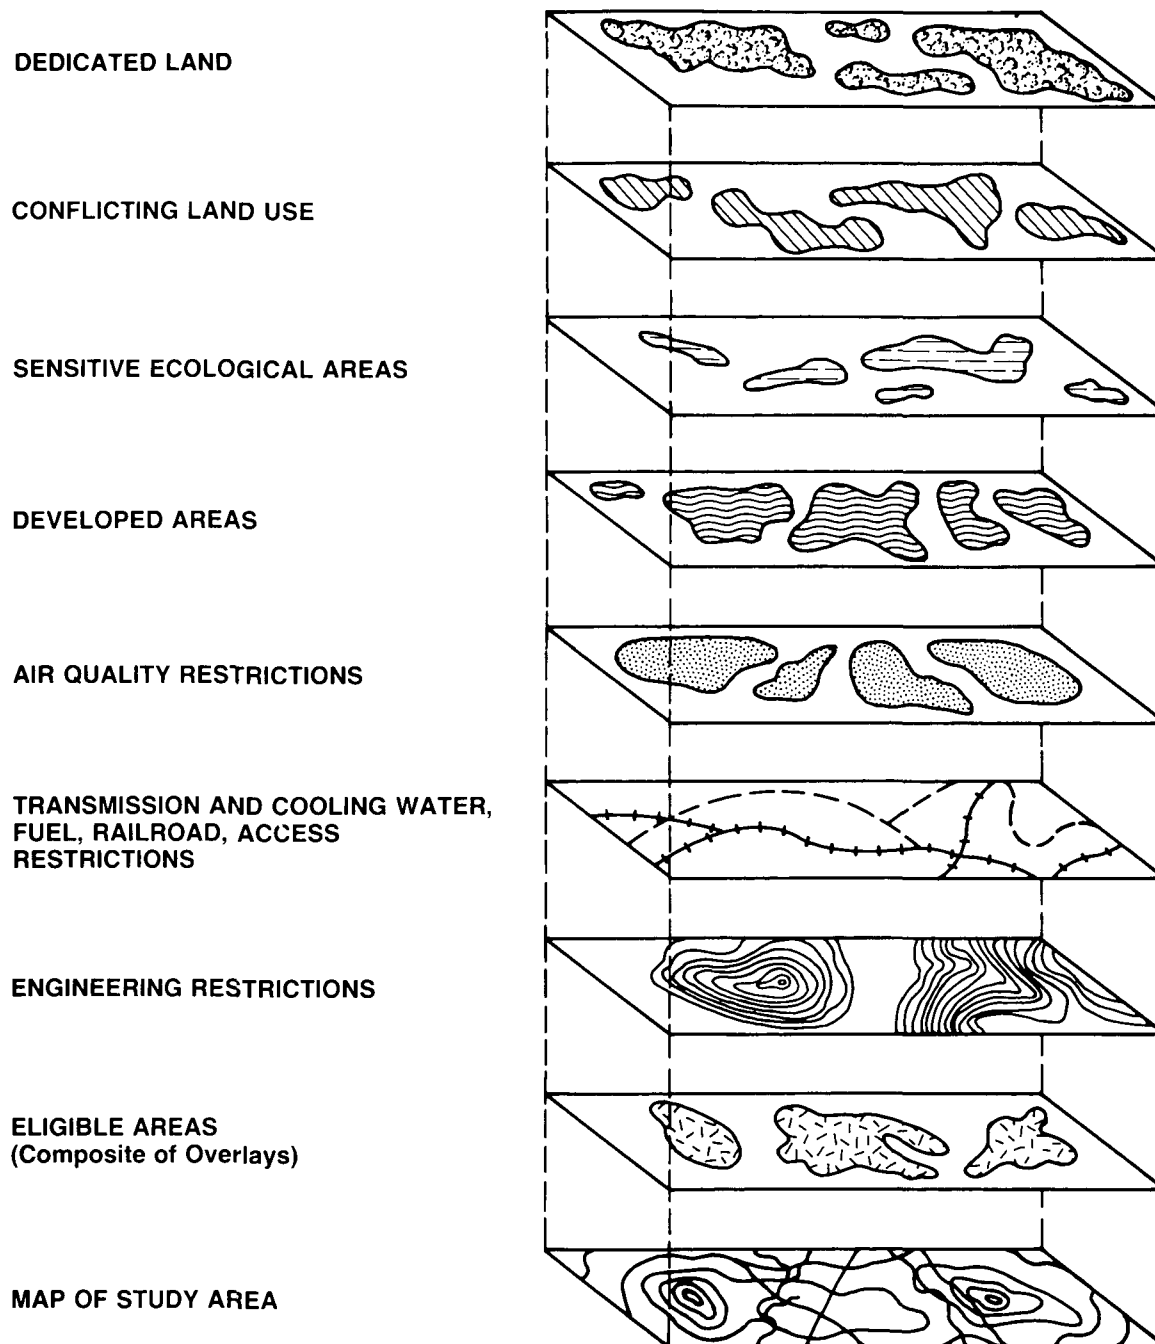 DEDICATED LAND
CONFLICTING LAND USE
SENSITIVE ECOLOGICAL AREAS
DEVELOPED AREAS
AIR QUALITY RESTRICTIONS
TRANSMISSION AND COOLING WATER,
FUEL, RAILROAD, ACCESS
RESTRICTIONS
ENGINEERING RESTRICTIONS
ELIGIBLE AREAS
(Composite of Overlays)
MAP OF STUDY AREA